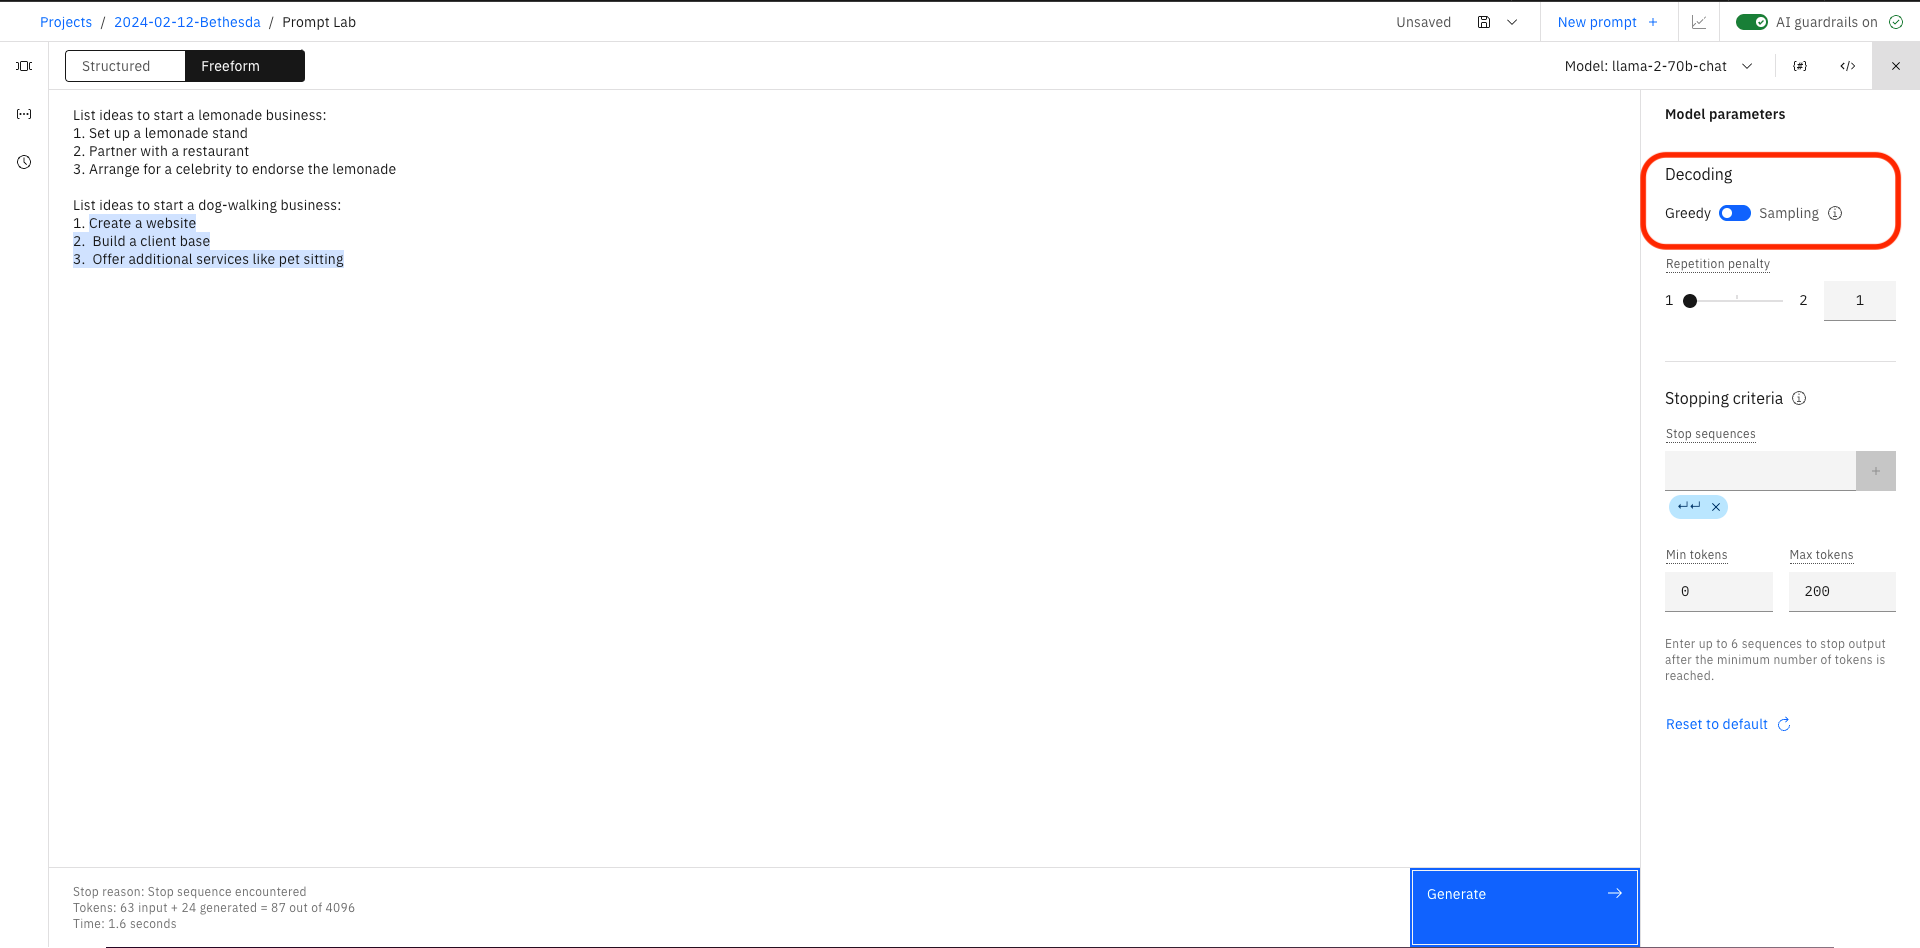 Projects / 2024-02-12-Bethesda / Prompt Lab
Unsaved
New prompt +
AI guardrails on
Structured
Freeform
Model: llama-2-70b-chat
{#}
</>
List ideas to start a lemonade business:
1. Set up a lemonade stand
2. Partner with a restaurant
3. Arrange for a celebrity to endorse the lemonade
List ideas to start a dog-walking business:
1. Create a website
2.  Build a client base
3.  Offer additional services like pet sitting
Model parameters
Decoding
Greedy
Sampling
Repetition penalty
1
2
1
Stopping criteria
Stop sequences
+
↵↵ ×
Min tokens
Max tokens
0
200
Enter up to 6 sequences to stop output
after the minimum number of tokens is
reached.
Reset to default
Stop reason: Stop sequence encountered
Tokens: 63 input + 24 generated = 87 out of 4096
Time: 1.6 seconds
Generate →